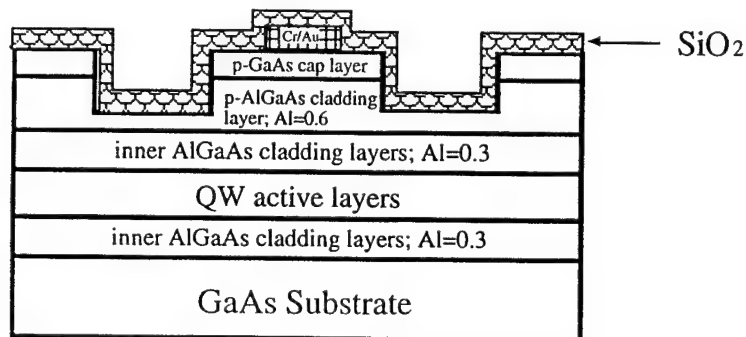 Cr/Au
SiO₂
p-GaAs cap layer
p-AlGaAs cladding
layer; Al=0.6
inner AlGaAs cladding layers; Al=0.3
QW active layers
inner AlGaAs cladding layers; Al=0.3
GaAs Substrate